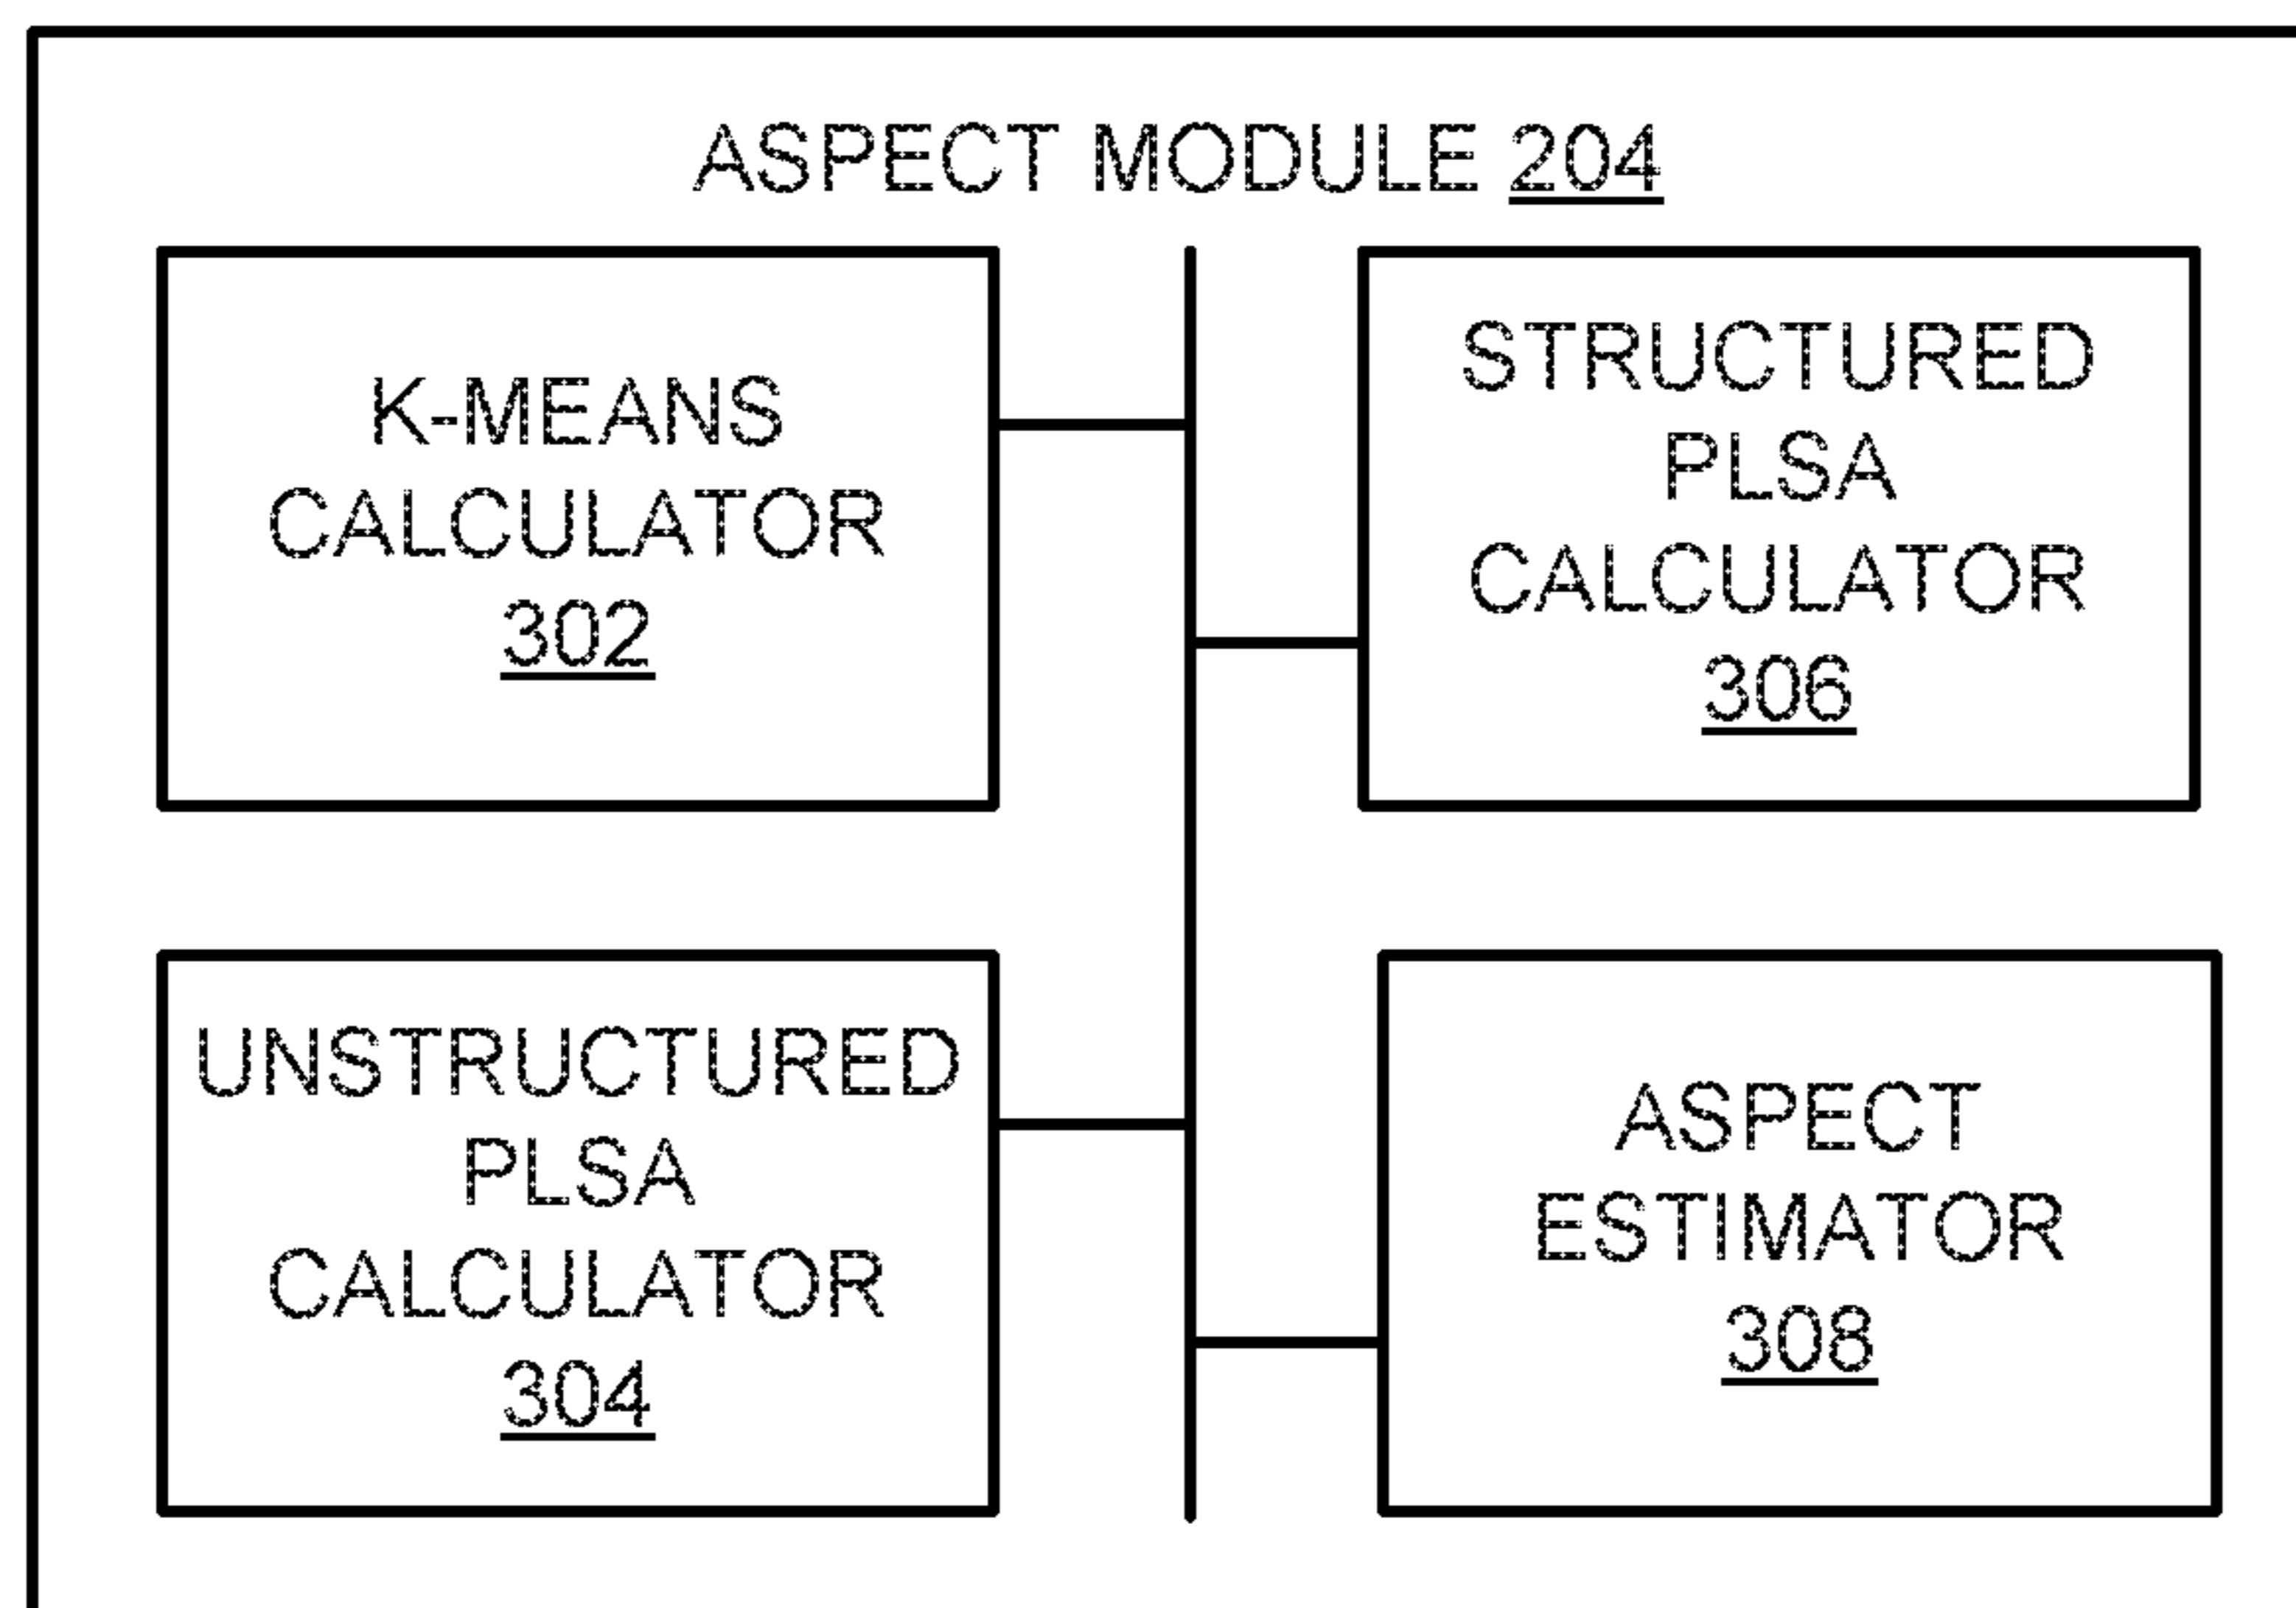 ASPECT MODULE 204
K-MEANS
CALCULATOR
302
STRUCTURED
PLSA
CALCULATOR
306
UNSTRUCTURED
PLSA
CALCULATOR
304
ASPECT
ESTIMATOR
308